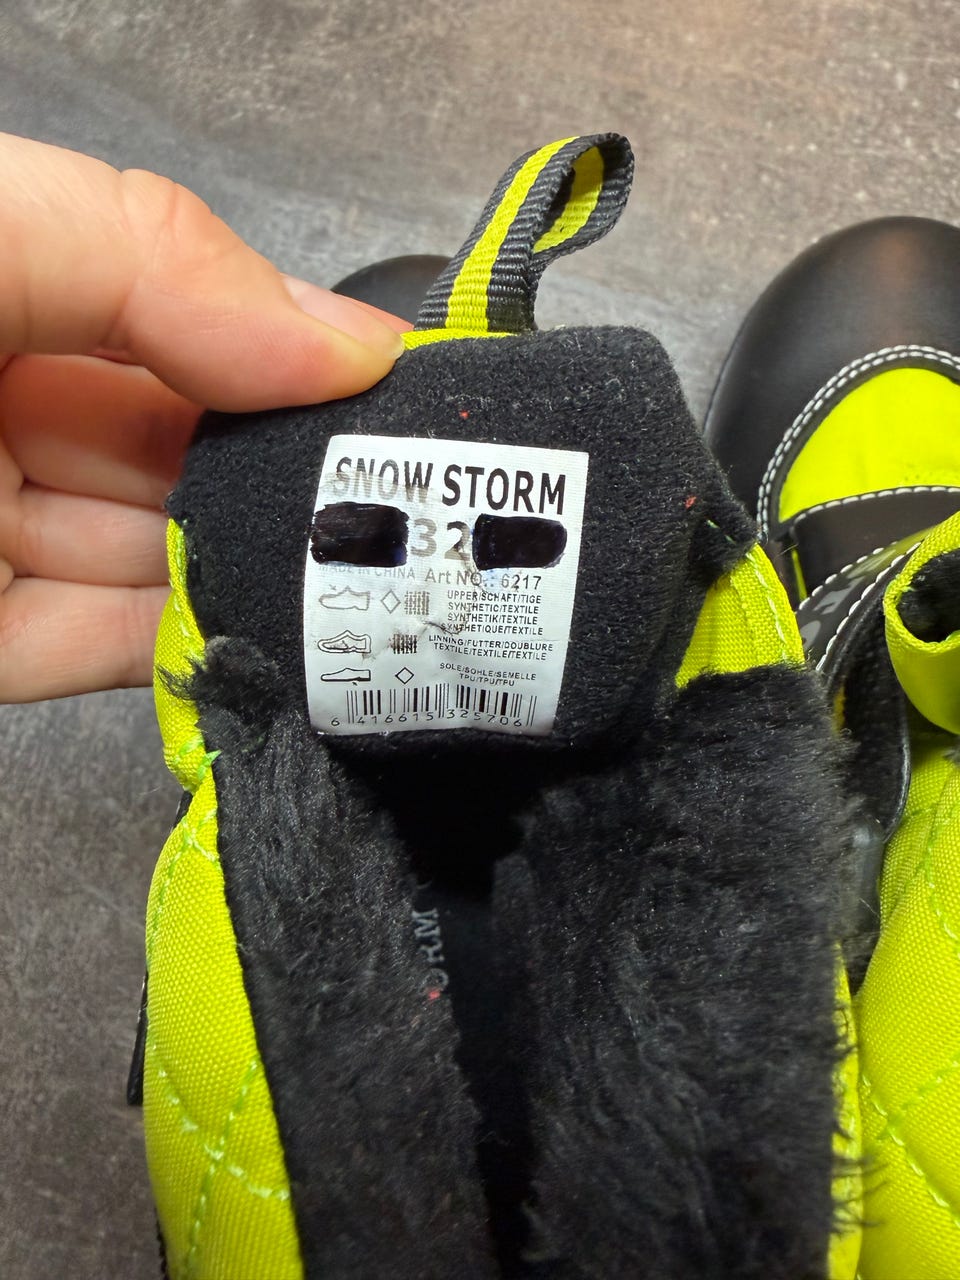 SNOW STORM
32
MADE IN CHINA Art NO.: 6217
UPPER/SCHAFT/TIGE
SYNTHETIC/TEXTILE
SYNTHETIK/TEXTILE
SYNTHETIQUE/TEXTILE
LINNING/FUTTER/DOUBLURE
TEXTILE/TEXTILE/TEXTILE
SOLE/SOHLE/SEMELLE
TPU/TPU/TPU
6 416615 325706